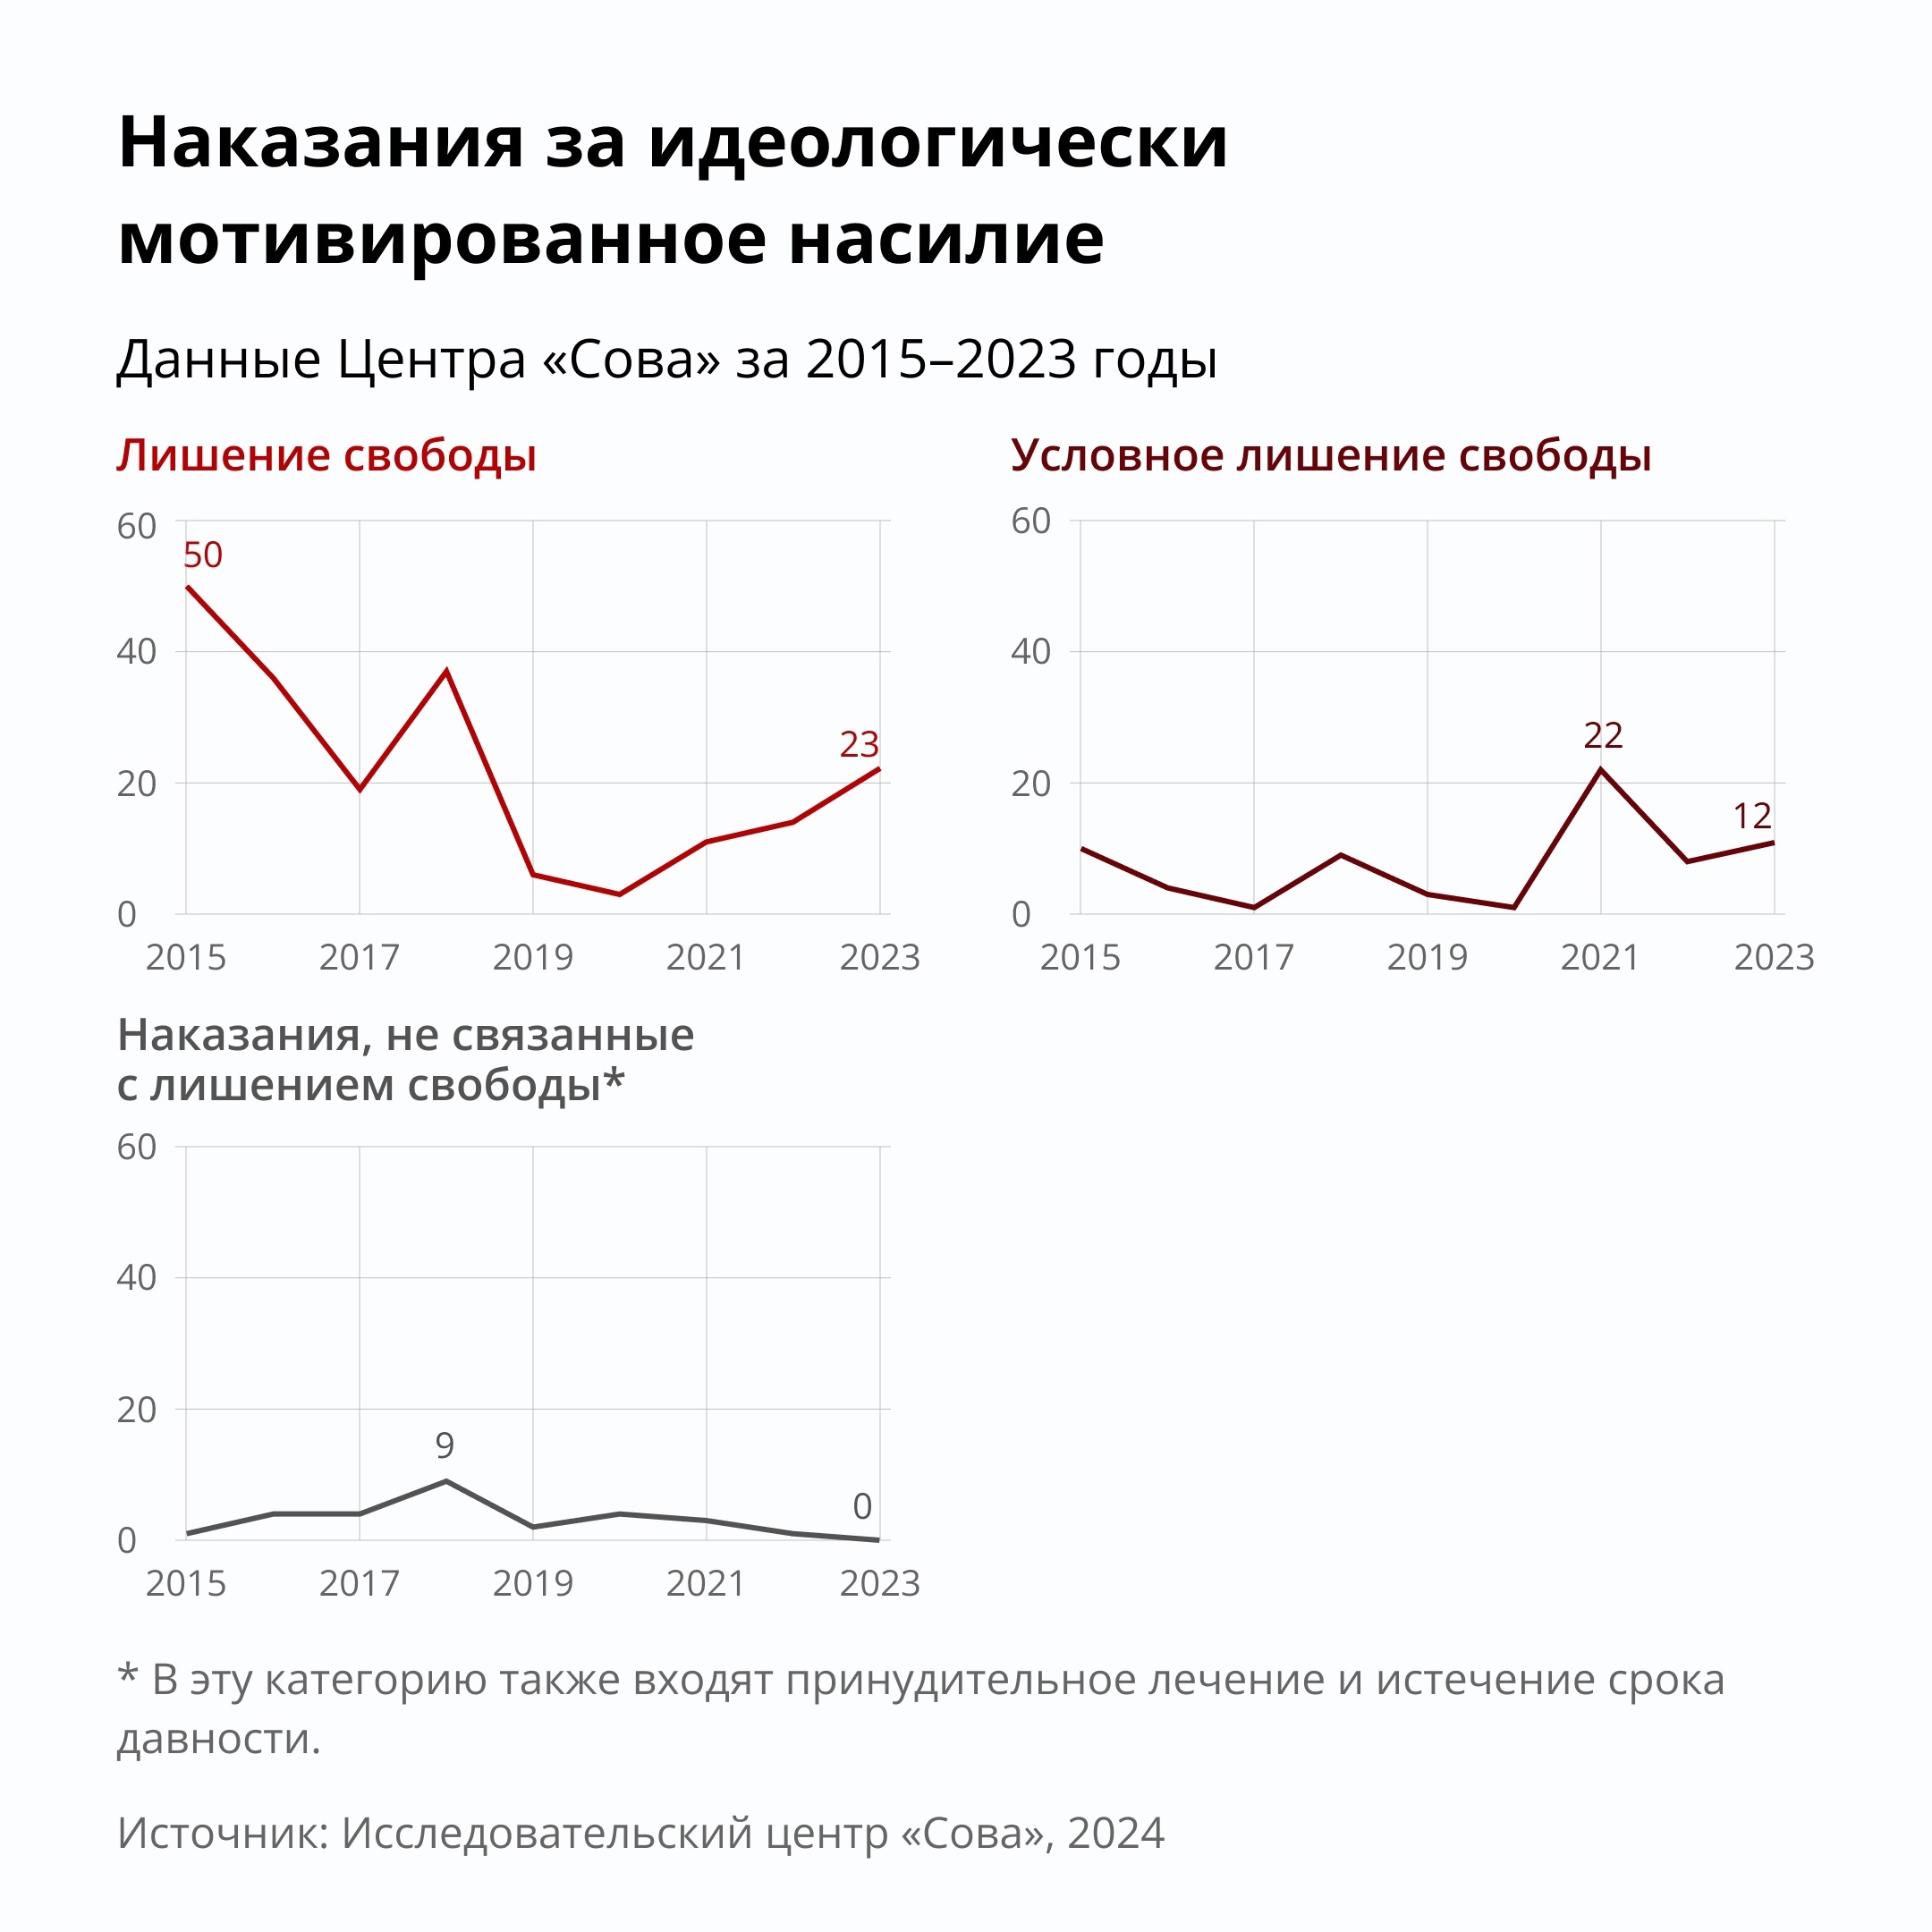 Наказания за идеологически
мотивированное насилие
Данные Центра «Сова» за 2015–2023 годы
Лишение свободы
60
50
40
23
20
0
2015 2017 2019 2021 2023
Условное лишение свободы
60
40
22
20
12
0
2015 2017 2019 2021 2023
Наказания, не связанные
с лишением свободы*
60
40
20
9
0
0
2015 2017 2019 2021 2023
* В эту категорию также входят принудительное лечение и истечение срока
давности.
Источник: Исследовательский центр «Сова», 2024